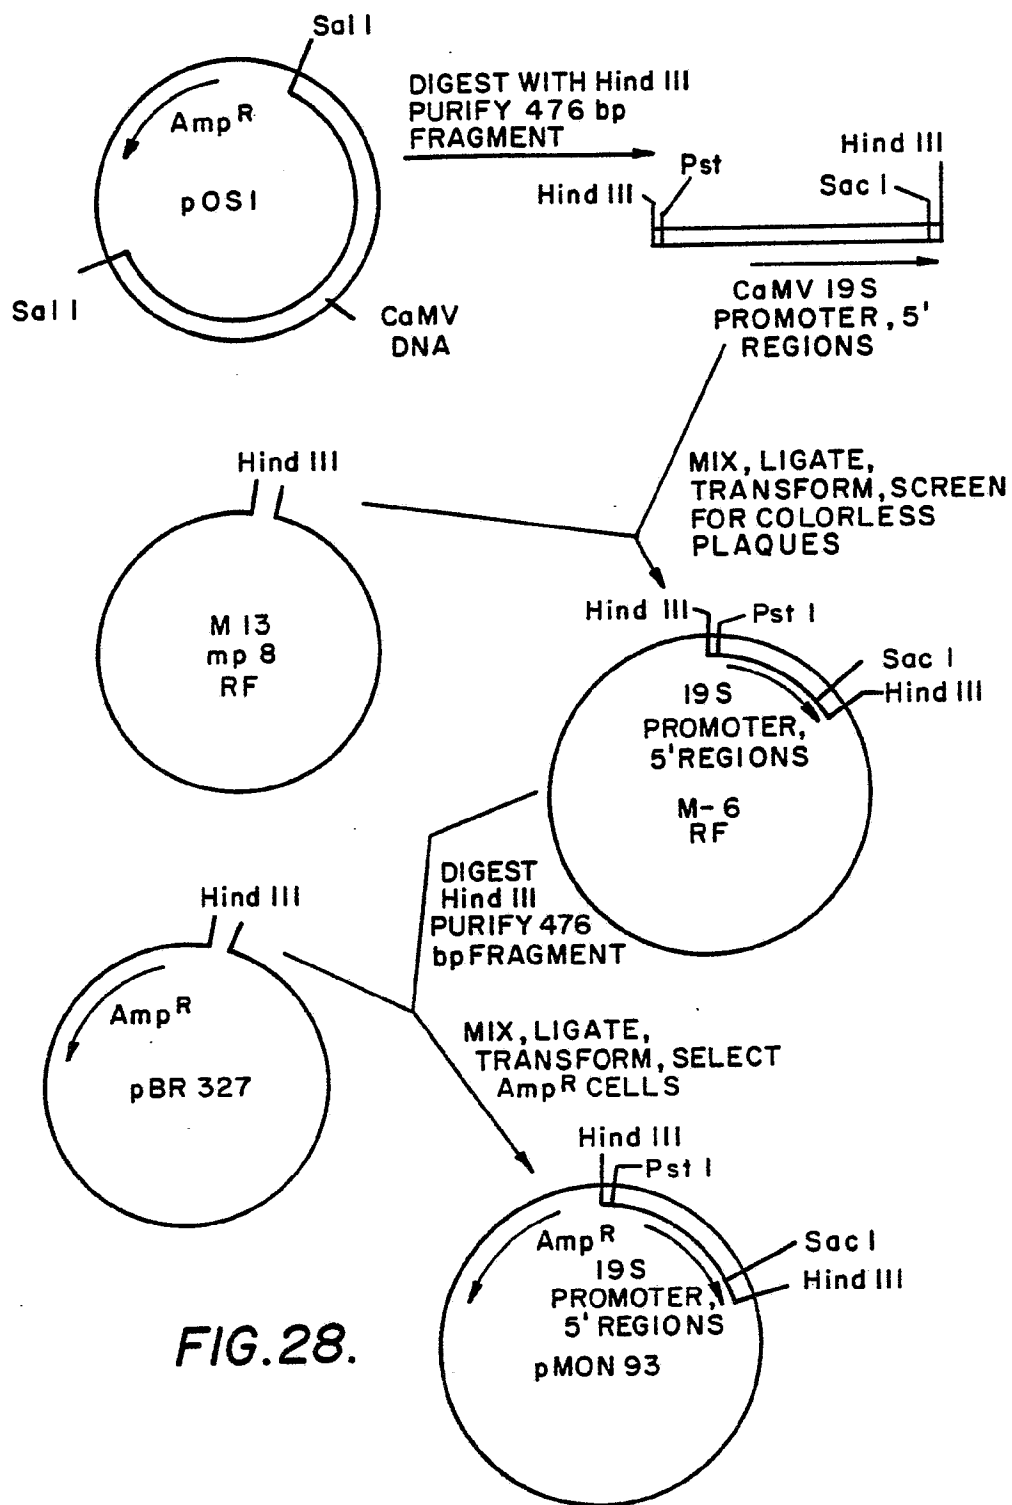 Sal I
Amp R
pOS1
Sal I
CaMV
DNA
DIGEST WITH Hind III
PURIFY 476 bp
FRAGMENT
Hind III
Pst
Sac I
Hind III
CaMV 19S
PROMOTER, 5'
REGIONS
Hind III
M 13
mp 8
RF
MIX, LIGATE,
TRANSFORM, SCREEN
FOR COLORLESS
PLAQUES
Hind III
Pst I
Sac I
Hind III
19S
PROMOTER,
5' REGIONS
M-6
RF
DIGEST
Hind III
PURIFY 476
bp FRAGMENT
Hind III
Amp R
pBR 327
MIX, LIGATE,
TRANSFORM, SELECT
Amp R CELLS
Hind III
Pst I
Sac I
Hind III
Amp R
19S
PROMOTER,
5' REGIONS
pMON 93
FIG. 28.